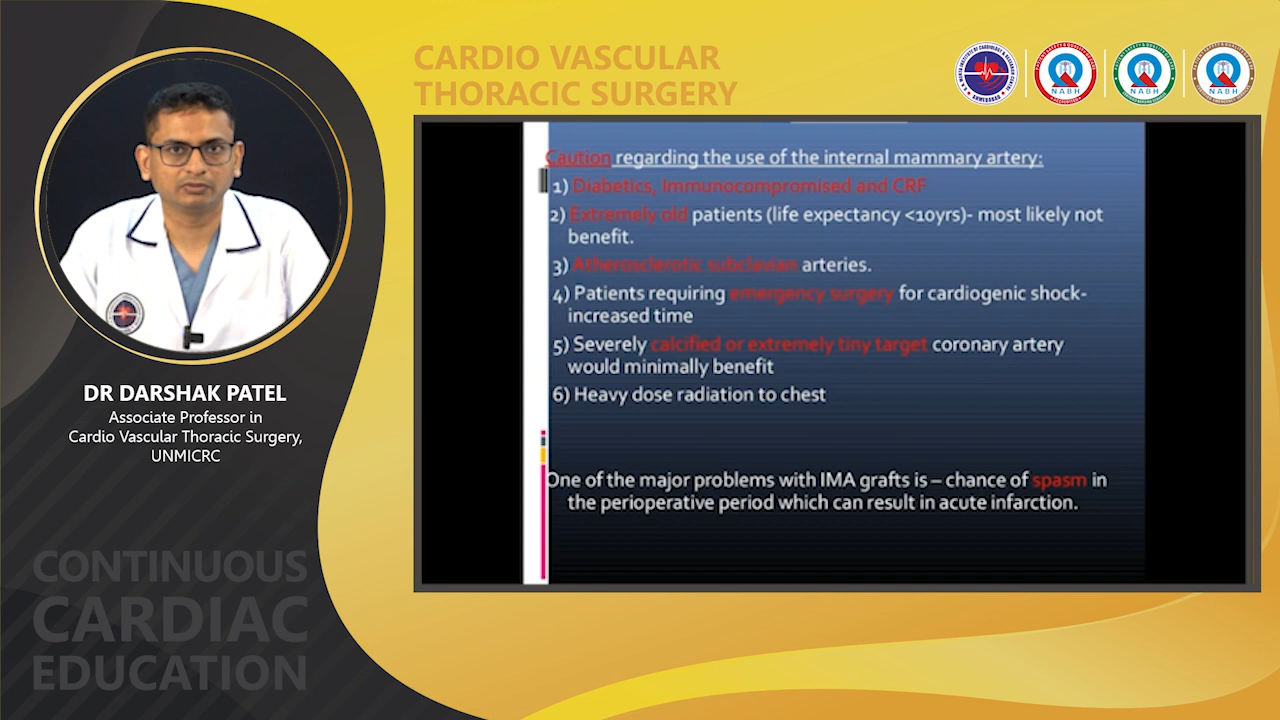 CARDIO VASCULAR
THORACIC SURGERY
NABH
NABH
NABH
Caution regarding the use of the internal mammary artery:
1) Diabetics, Immunocompromised and CRF
2) Extremely old patients (life expectancy <10yrs)- most likely not
benefit.
3) Atherosclerotic subclavian arteries.
4) Patients requiring emergency surgery for cardiogenic shock-
increased time
5) Severely calcified or extremely tiny target coronary artery
would minimally benefit
6) Heavy dose radiation to chest
One of the major problems with IMA grafts is – chance of spasm in
the perioperative period which can result in acute infarction.
DR DARSHAK PATEL
Associate Professor in
Cardio Vascular Thoracic Surgery,
UNMICRC
CONTINUOUS
CARDIAC
EDUCATION